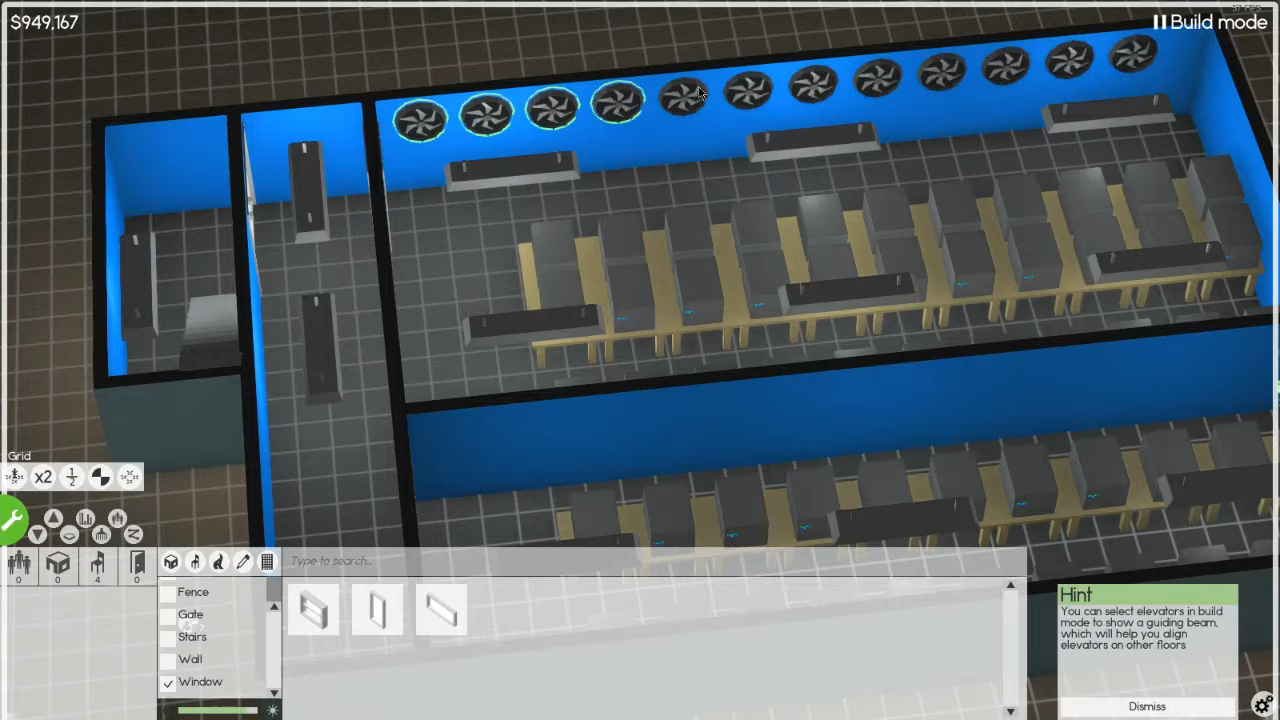 $949,167
Build mode
Grid
x2
1/2
0
0
4
0
Type to search..
Fence
Gate
Stairs
Wall
Window
Hint
You can select elevators in build
mode to show a guiding beam,
which will help you align
elevators on other floors
Dismiss